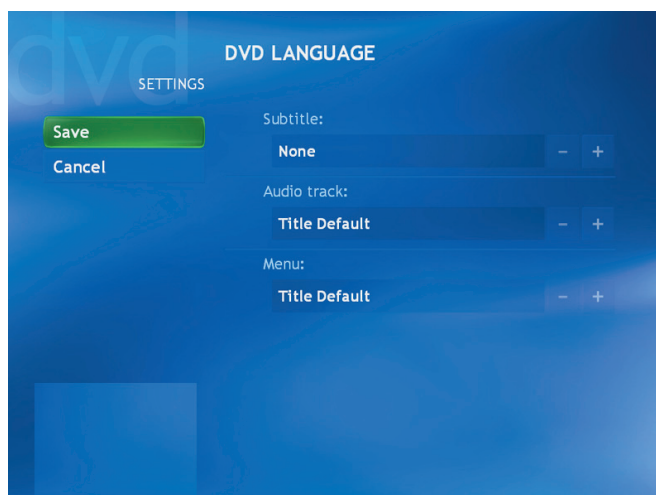 dvd
DVD LANGUAGE
SETTINGS
Save
Cancel
Subtitle:
None - +
Audio track:
Title Default - +
Menu:
Title Default - +